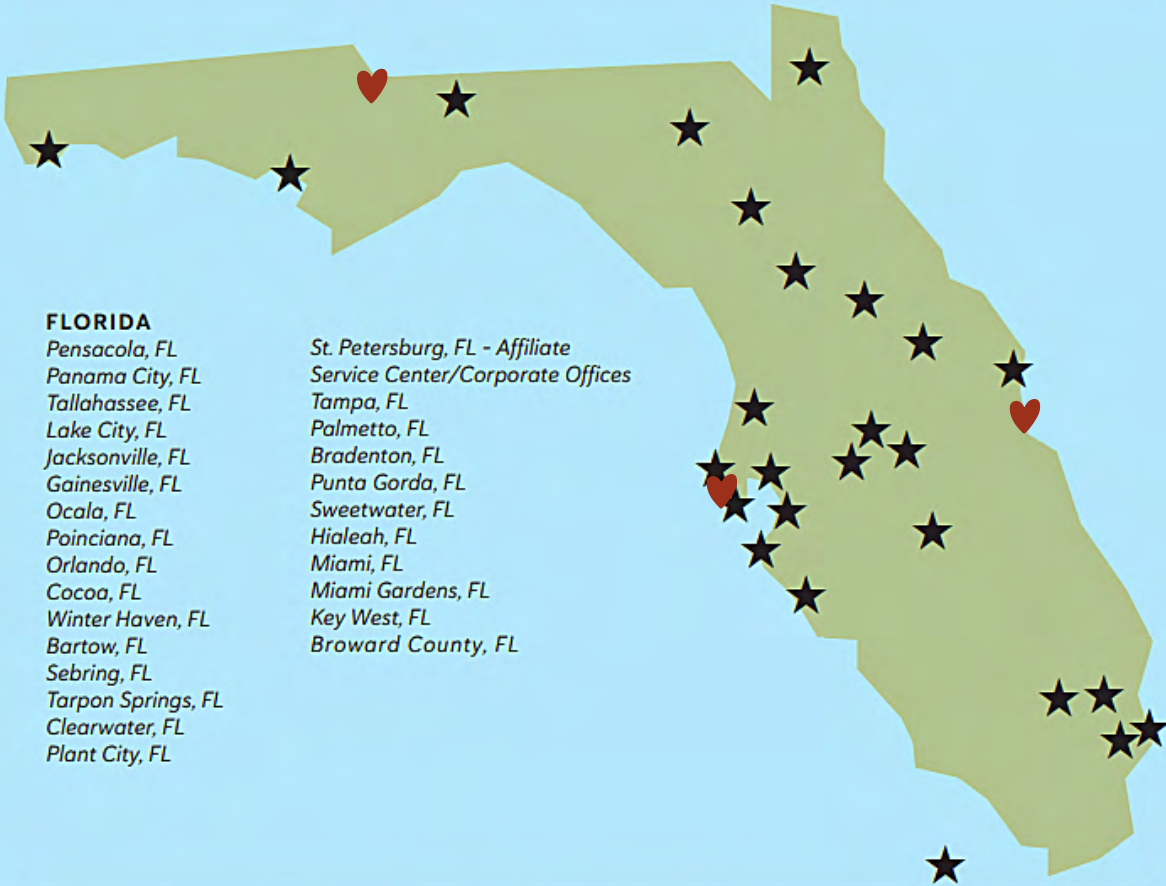 FLORIDA
Pensacola, FL
Panama City, FL
Tallahassee, FL
Lake City, FL
Jacksonville, FL
Gainesville, FL
Ocala, FL
Poinciana, FL
Orlando, FL
Cocoa, FL
Winter Haven, FL
Bartow, FL
Sebring, FL
Tarpon Springs, FL
Clearwater, FL
Plant City, FL
St. Petersburg, FL - Affiliate
Service Center/Corporate Offices
Tampa, FL
Palmetto, FL
Bradenton, FL
Punta Gorda, FL
Sweetwater, FL
Hialeah, FL
Miami, FL
Miami Gardens, FL
Key West, FL
Broward County, FL